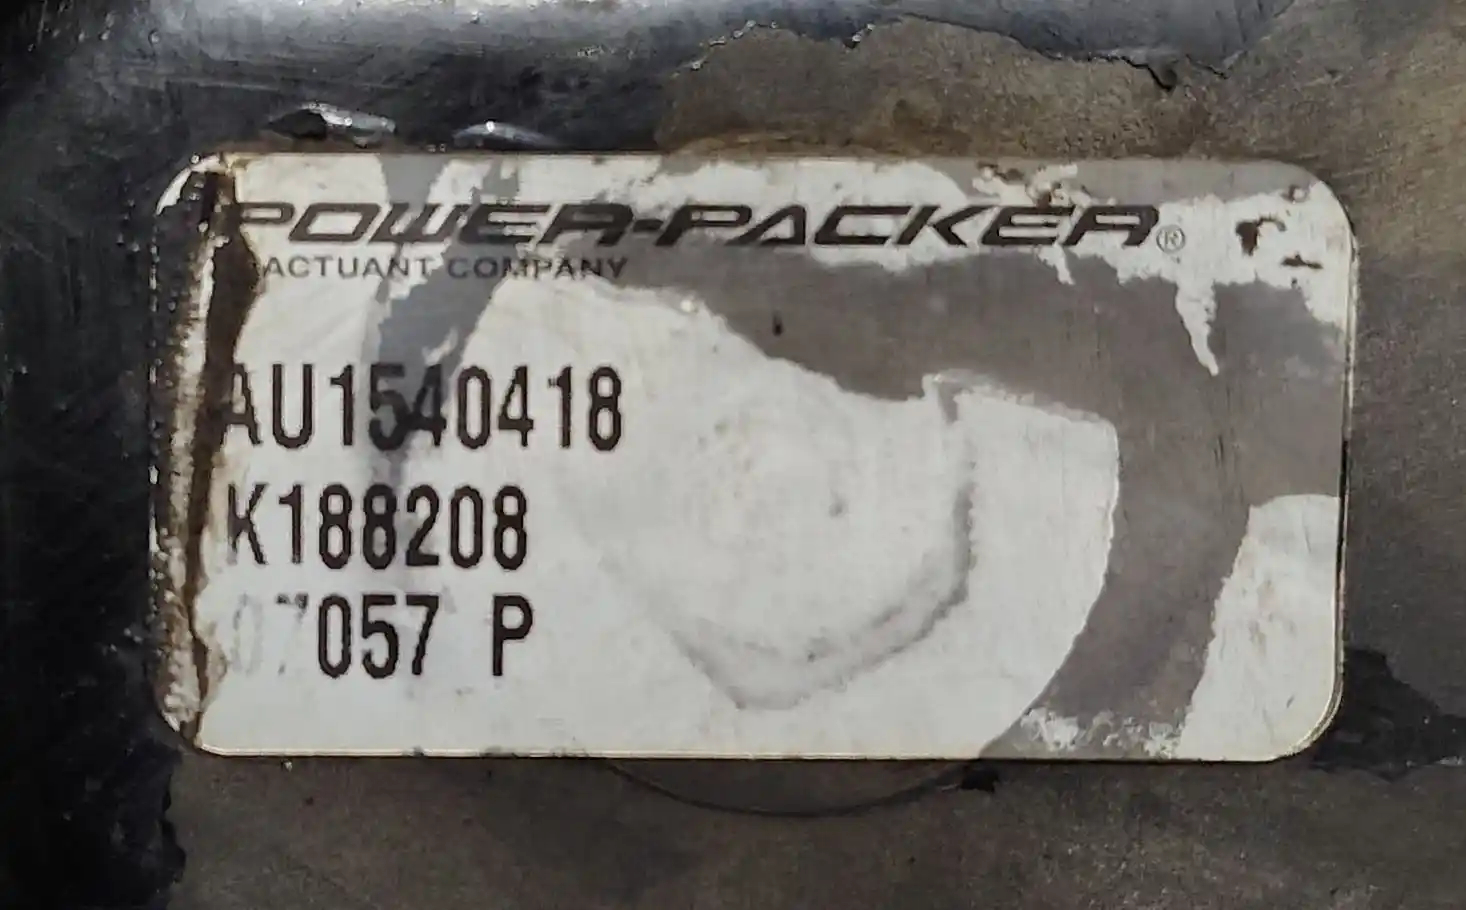 POWER-PACKER®
ACTUANT COMPANY
AU1540418
K188208
07057 P